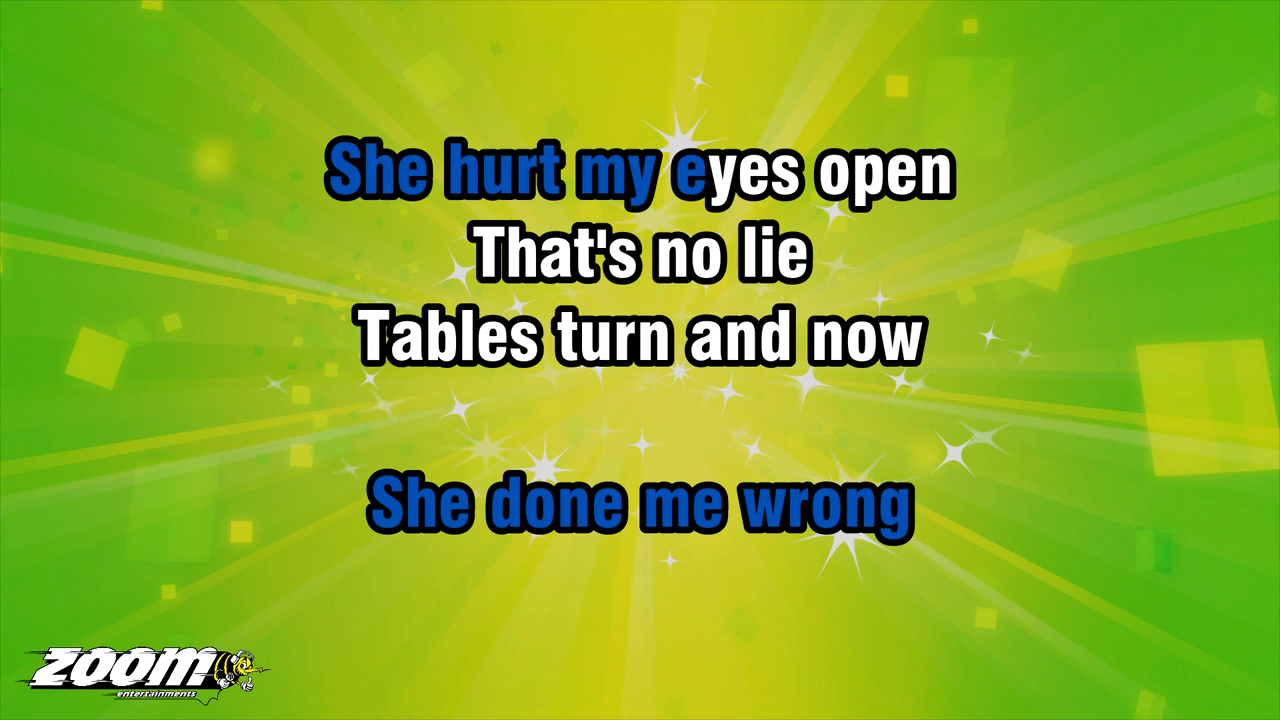 She hurt my eyes open
That's no lie
Tables turn and now
She done me wrong
zoom
entertainments